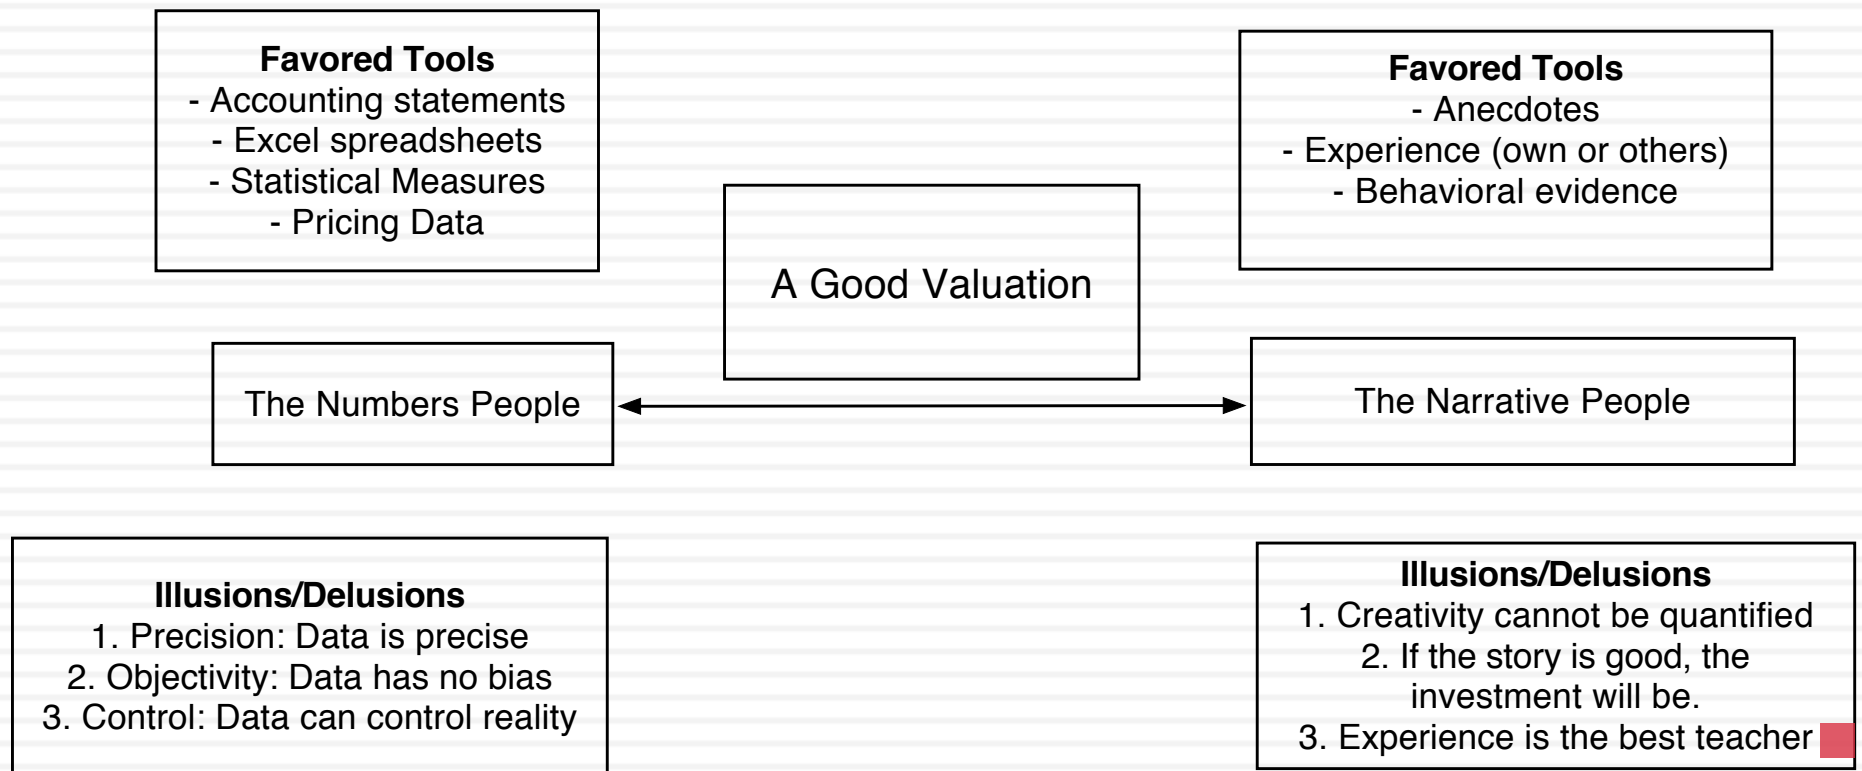 Favored Tools
- Accounting statements
- Excel spreadsheets
- Statistical Measures
- Pricing Data
Favored Tools
- Anecdotes
- Experience (own or others)
- Behavioral evidence
A Good Valuation
The Numbers People
The Narrative People
Illusions/Delusions
1. Precision: Data is precise
2. Objectivity: Data has no bias
3. Control: Data can control reality
Illusions/Delusions
1. Creativity cannot be quantified
2. If the story is good, the
investment will be.
3. Experience is the best teacher